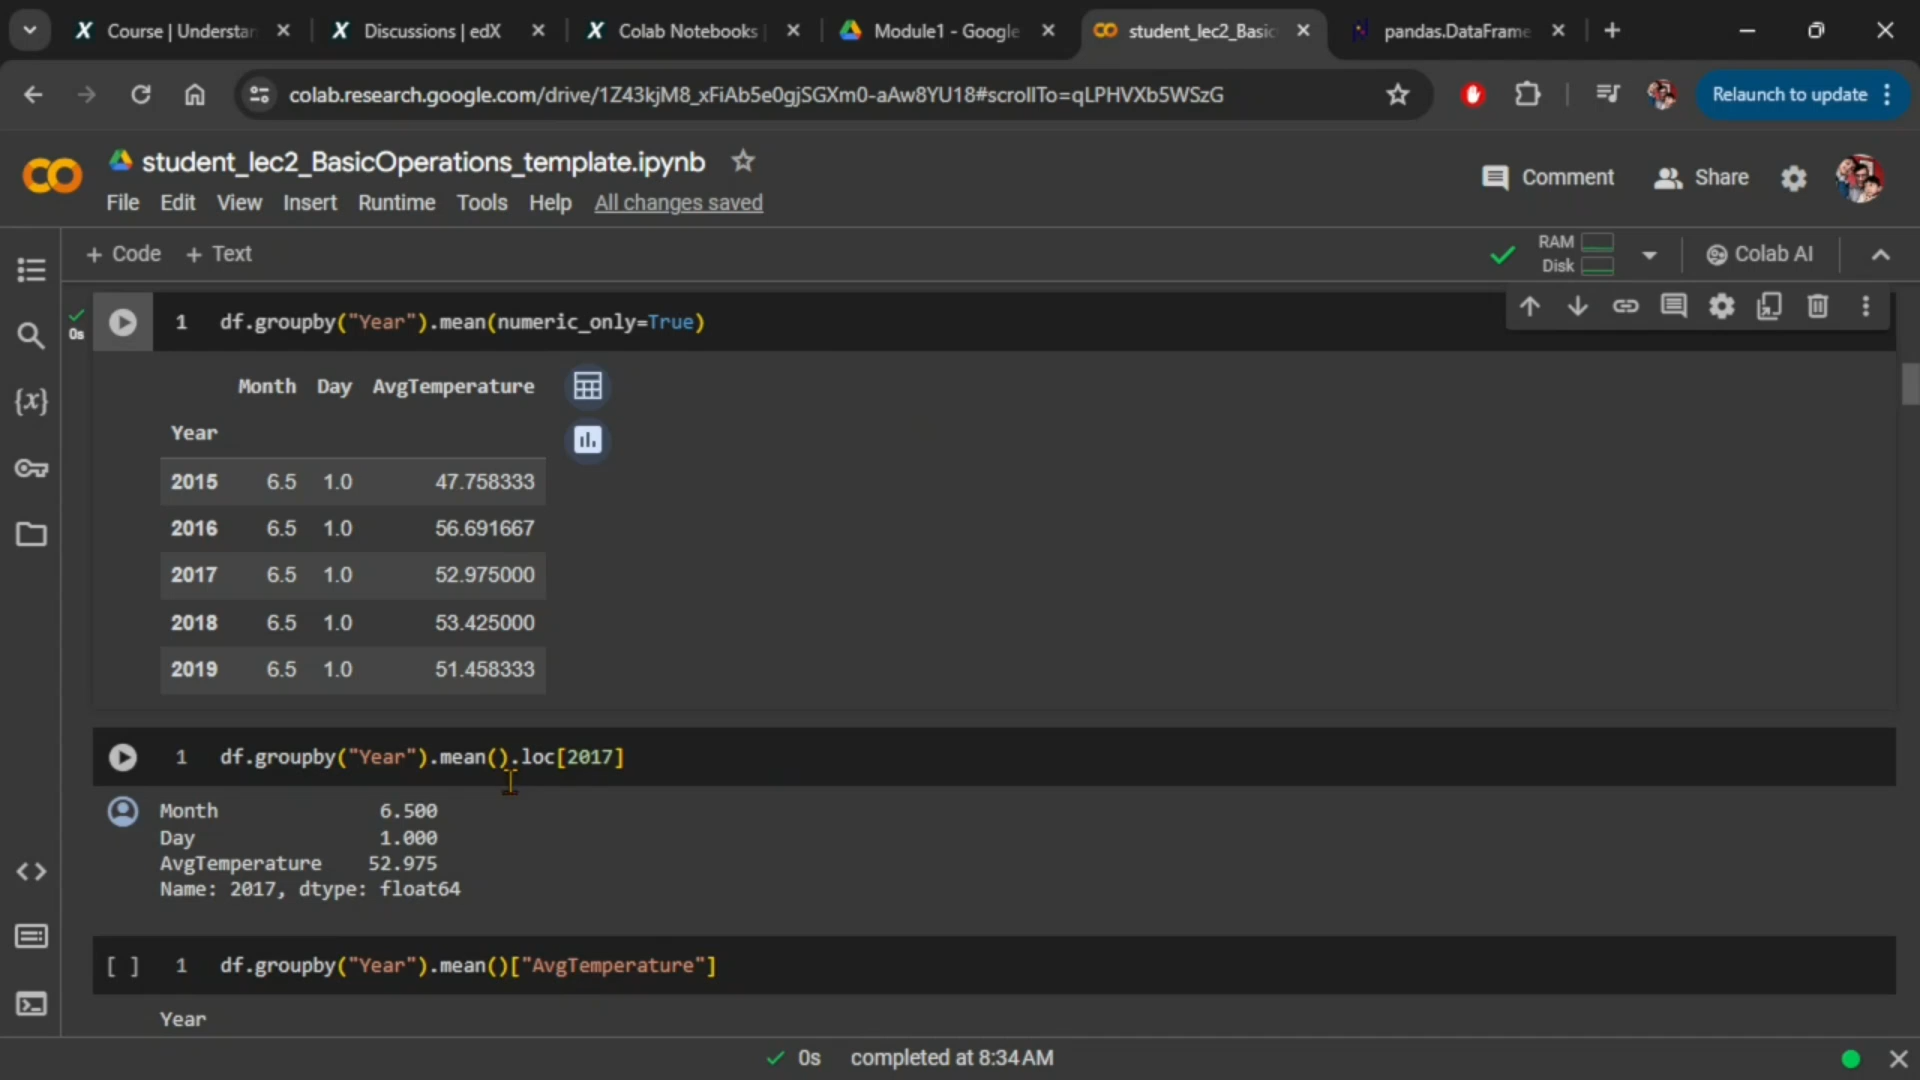 Course | Understan
Discussions | edX
Colab Notebooks
Module1 - Google
student_lec2_Basic
pandas.DataFrame
colab.research.google.com/drive/1Z43kjM8_xFiAb5e0gjSGXm0-aAw8YU18#scrollTo=qLPHVXb5WSzG
Relaunch to update
student_lec2_BasicOperations_template.ipynb
Comment
Share
File Edit View Insert Runtime Tools Help All changes saved
+ Code + Text
RAM
Disk
Colab AI
0s
1 df.groupby("Year").mean(numeric_only=True)
Month Day AvgTemperature
Year
2015 6.5 1.0 47.758333
2016 6.5 1.0 56.691667
2017 6.5 1.0 52.975000
2018 6.5 1.0 53.425000
2019 6.5 1.0 51.458333
1 df.groupby("Year").mean().loc[2017]
Month 6.500
Day 1.000
AvgTemperature 52.975
Name: 2017, dtype: float64
[ ] 1 df.groupby("Year").mean()["AvgTemperature"]
Year
0s completed at 8:34 AM